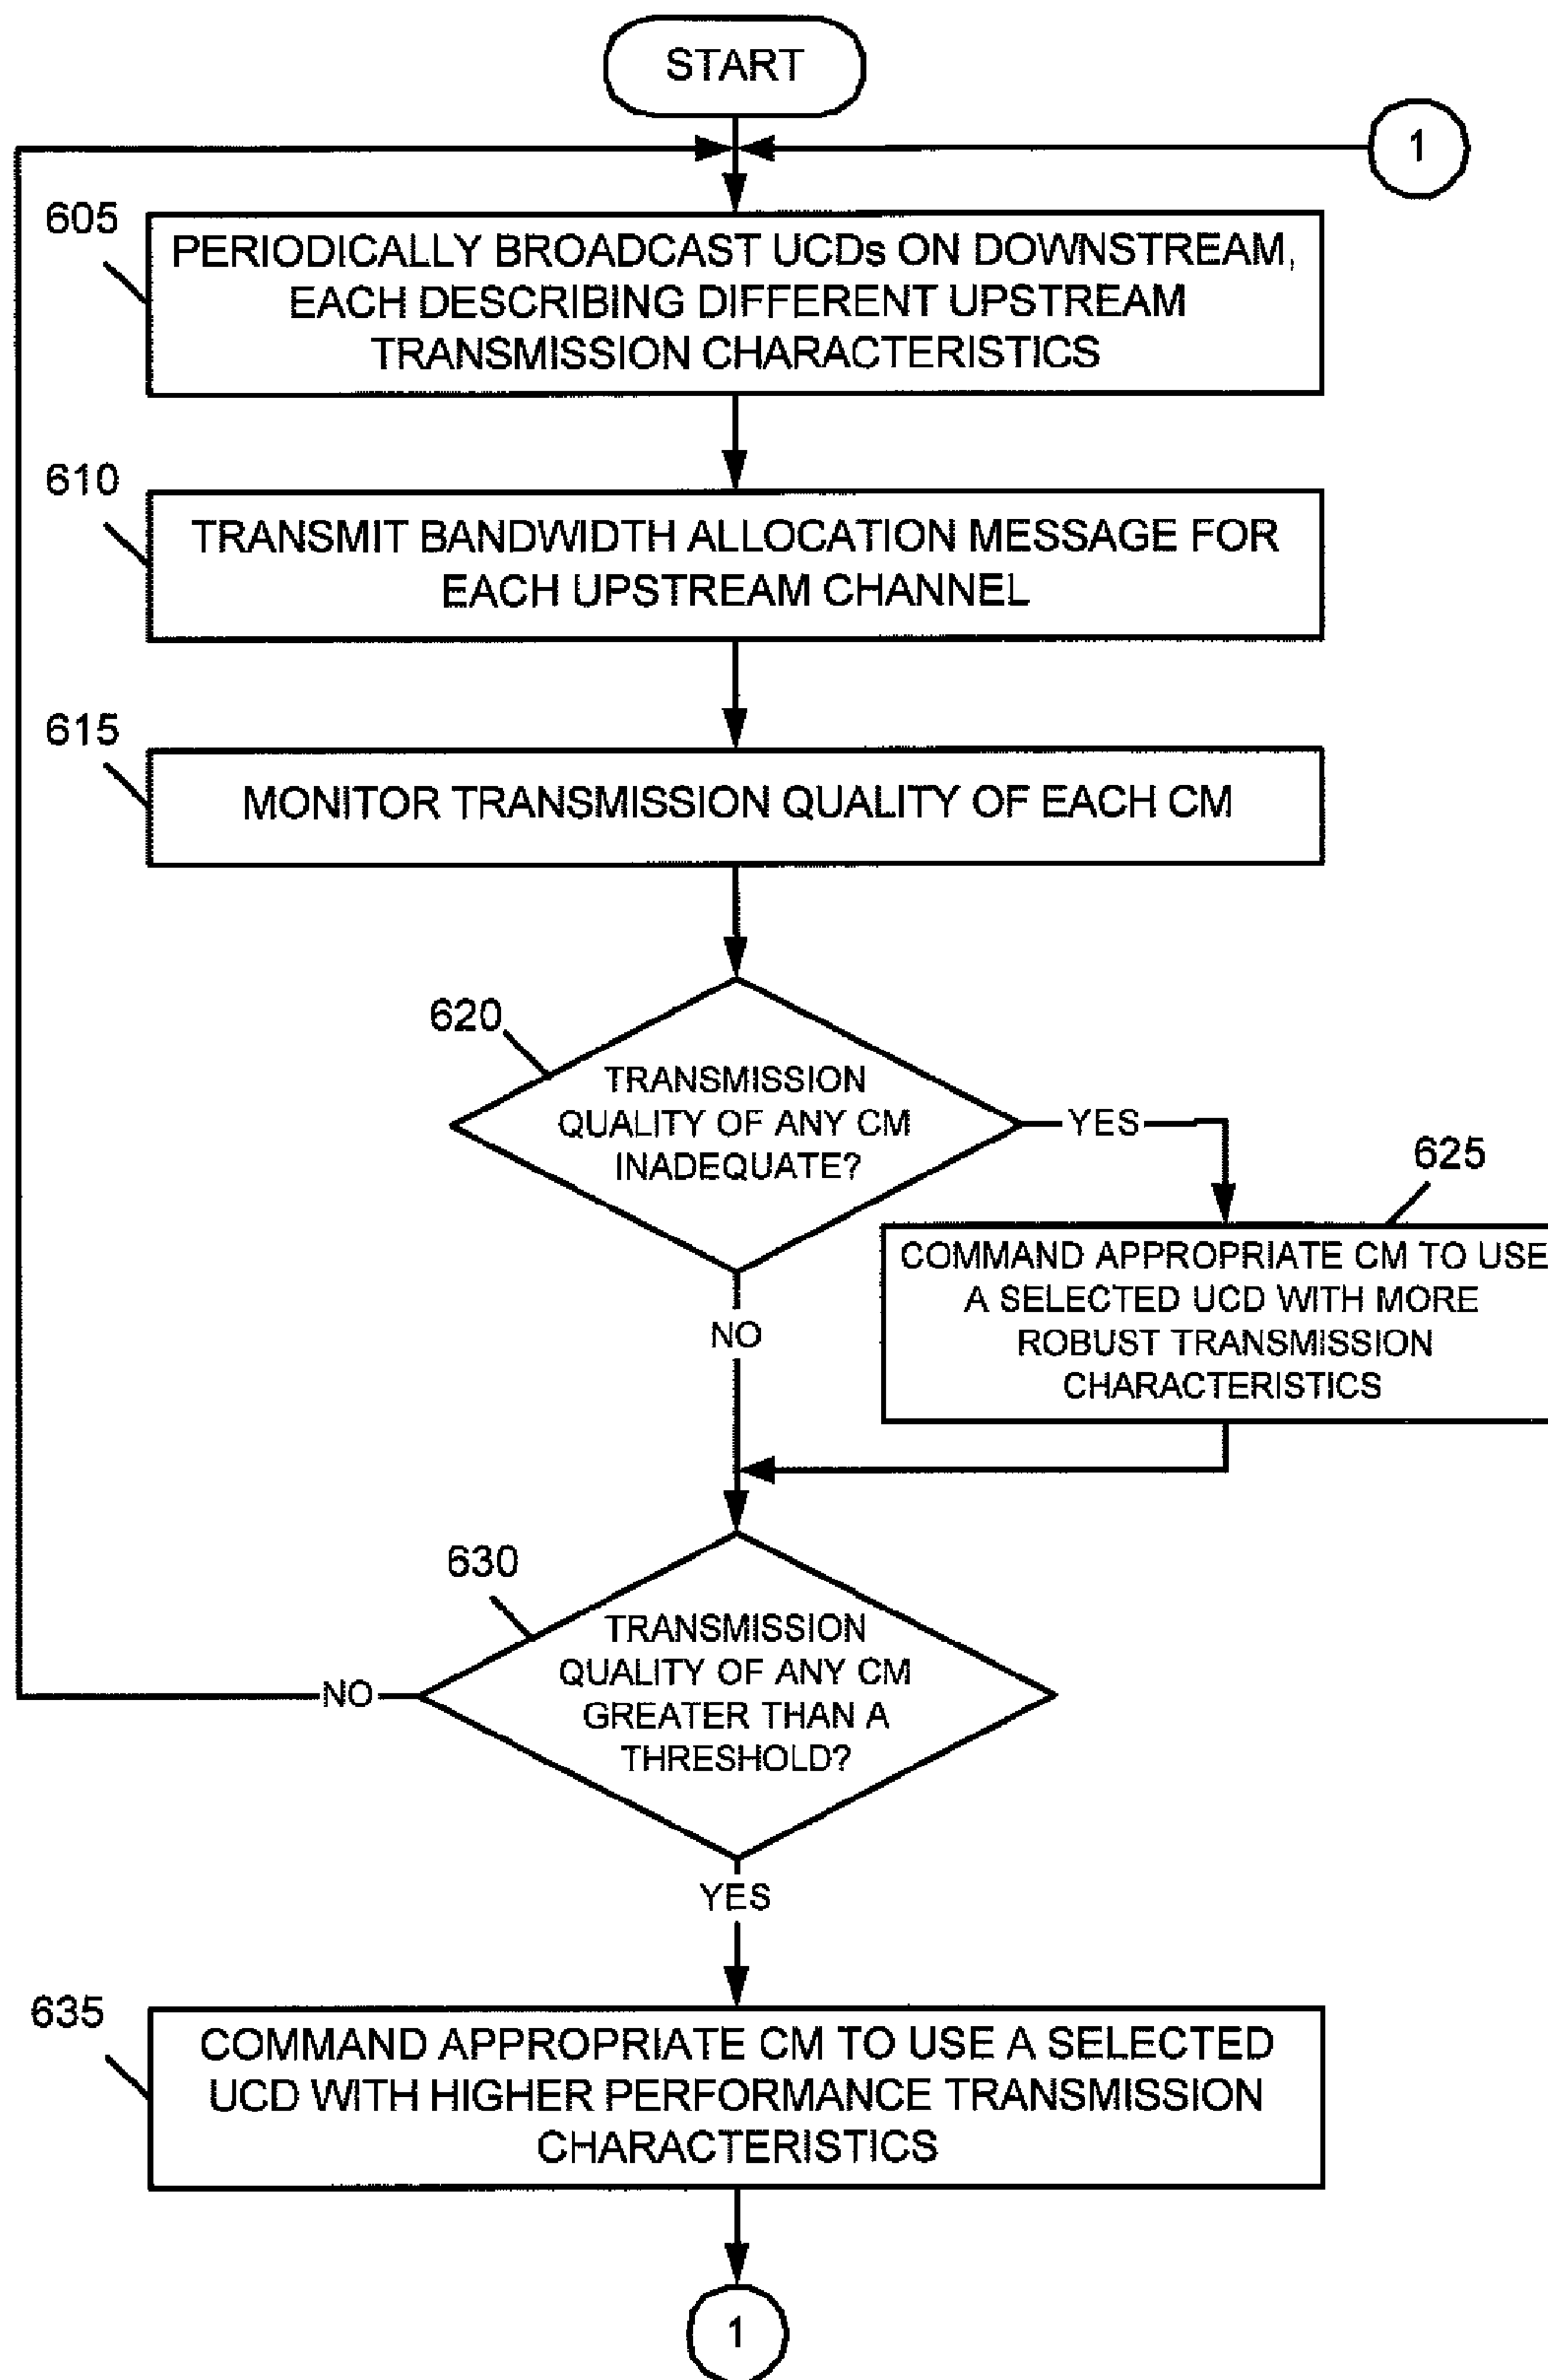 START
1
605
PERIODICALLY BROADCAST UCDs ON DOWNSTREAM,
EACH DESCRIBING DIFFERENT UPSTREAM
TRANSMISSION CHARACTERISTICS
610
TRANSMIT BANDWIDTH ALLOCATION MESSAGE FOR
EACH UPSTREAM CHANNEL
615
MONITOR TRANSMISSION QUALITY OF EACH CM
620
TRANSMISSION
QUALITY OF ANY CM
INADEQUATE?
YES
625
COMMAND APPROPRIATE CM TO USE
A SELECTED UCD WITH MORE
ROBUST TRANSMISSION
CHARACTERISTICS
NO
630
TRANSMISSION
QUALITY OF ANY CM
GREATER THAN A
THRESHOLD?
NO
YES
635
COMMAND APPROPRIATE CM TO USE A SELECTED
UCD WITH HIGHER PERFORMANCE TRANSMISSION
CHARACTERISTICS
1